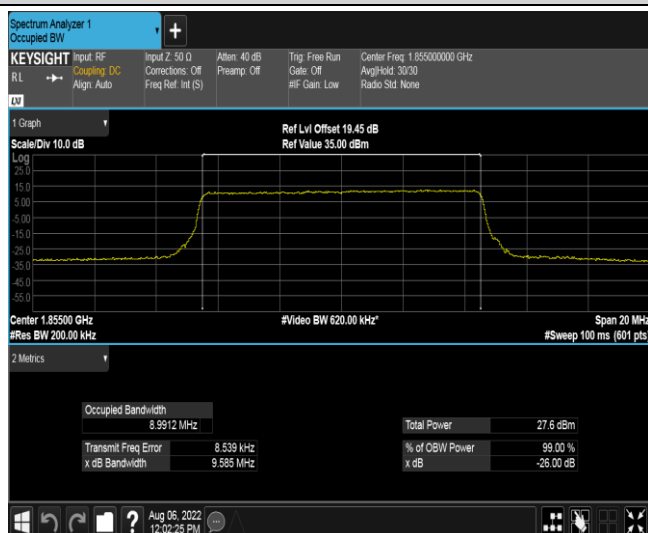 Spectrum Analyzer 1
Occupied BW
+
KEYSIGHT
RL
LXI
Input: RF
Coupling: DC
Align: Auto
Input Z: 50 Ω
Corrections: Off
Freq Ref: Int (S)
Atten: 40 dB
Preamp: Off
Trig: Free Run
Gate: Off
#IF Gain: Low
Center Freq: 1.855000000 GHz
Avg|Hold: 30/30
Radio Std: None
1 Graph
Scale/Div 10.0 dB
Ref Lvl Offset 19.45 dB
Ref Value 35.00 dBm
Log
25.0
15.0
5.00
-5.00
-15.0
-25.0
-35.0
-45.0
-55.0
Center 1.85500 GHz
#Video BW 620.00 kHz*
Span 20 MHz
#Res BW 200.00 kHz
#Sweep 100 ms (601 pts)
2 Metrics
Occupied Bandwidth
8.9912 MHz
Total Power 27.6 dBm
Transmit Freq Error 8.539 kHz
% of OBW Power 99.00 %
x dB Bandwidth 9.585 MHz
x dB -26.00 dB
?
Aug 06, 2022
12:02:25 PM